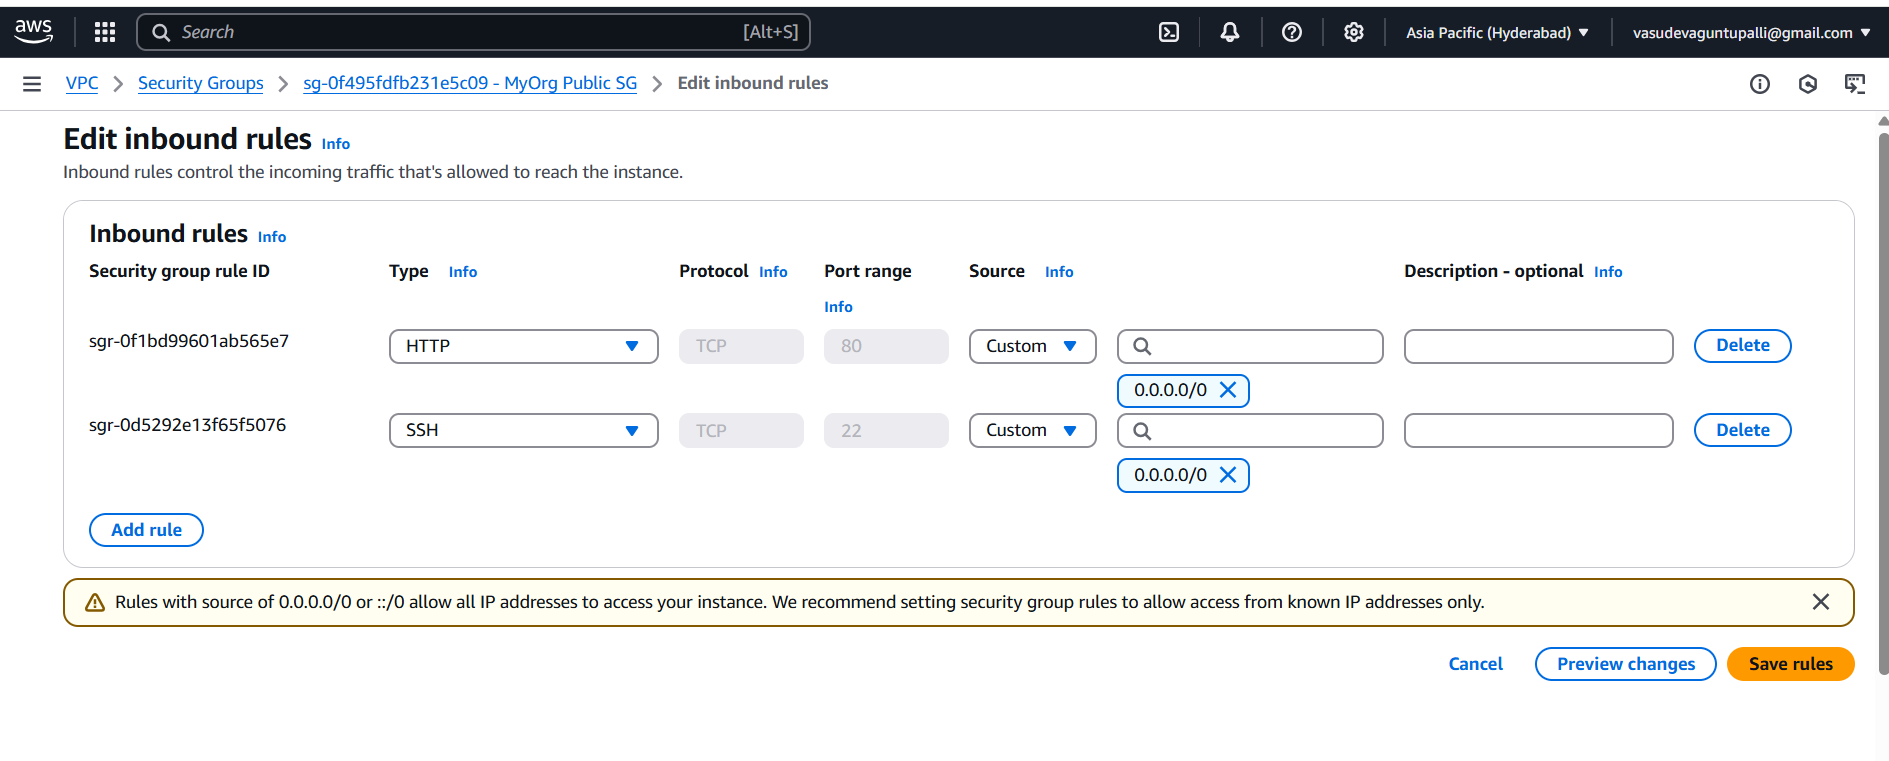 aws
Search [Alt+S] Asia Pacific (Hyderabad) vasudevaguntupalli@gmail.com
VPC Security Groups sg-0f495fdfb231e5c09 - MyOrg Public SG Edit inbound rules
Edit inbound rules Info
Inbound rules control the incoming traffic that's allowed to reach the instance.
Inbound rules Info
Security group rule ID Type Info Protocol Info Port range Info Source Info Description - optional Info
sgr-0f1bd99601ab565e7 HTTP TCP 80 Custom Delete
0.0.0.0/0
sgr-0d5292e13f65f5076 SSH TCP 22 Custom Delete
0.0.0.0/0
Add rule
Rules with source of 0.0.0.0/0 or ::/0 allow all IP addresses to access your instance. We recommend setting security group rules to allow access from known IP addresses only.
Cancel Preview changes Save rules